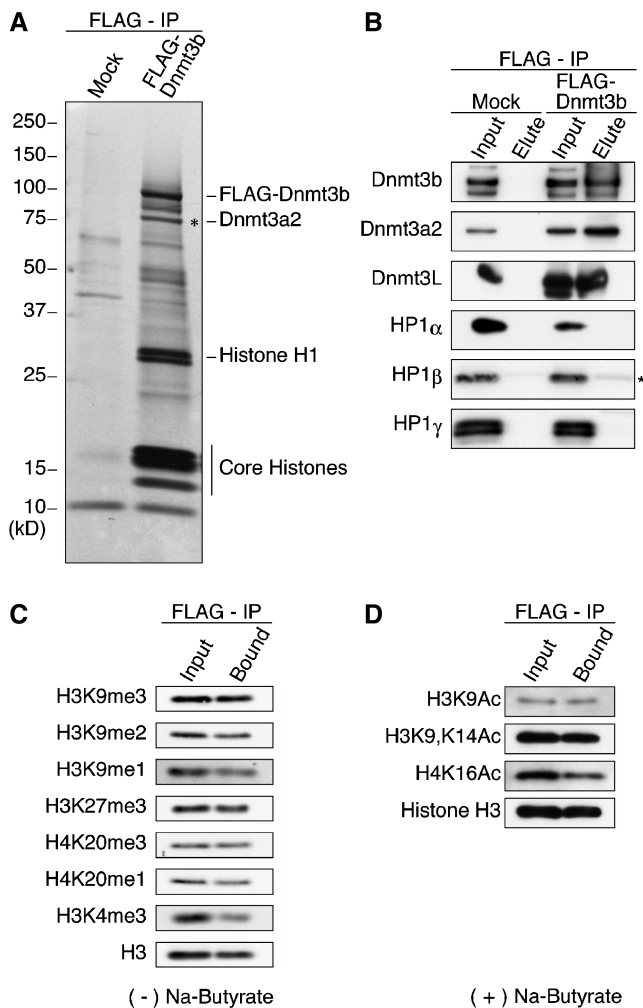 A
FLAG - IP
Mock
FLAG-
Dnmt3b
250
150
100
75
50
37
25
15
10
(kD)
FLAG-Dnmt3b
* Dnmt3a2
Histone H1
Core Histones
B
FLAG - IP
Mock
FLAG-
Dnmt3b
Input
Elute
Input
Elute
Dnmt3b
Dnmt3a2
Dnmt3L
HP1α
HP1β
*
HP1γ
C
FLAG - IP
Input
Bound
H3K9me3
H3K9me2
H3K9me1
H3K27me3
H4K20me3
H4K20me1
H3K4me3
H3
( - ) Na-Butyrate
D
FLAG - IP
Input
Bound
H3K9Ac
H3K9,K14Ac
H4K16Ac
Histone H3
( + ) Na-Butyrate